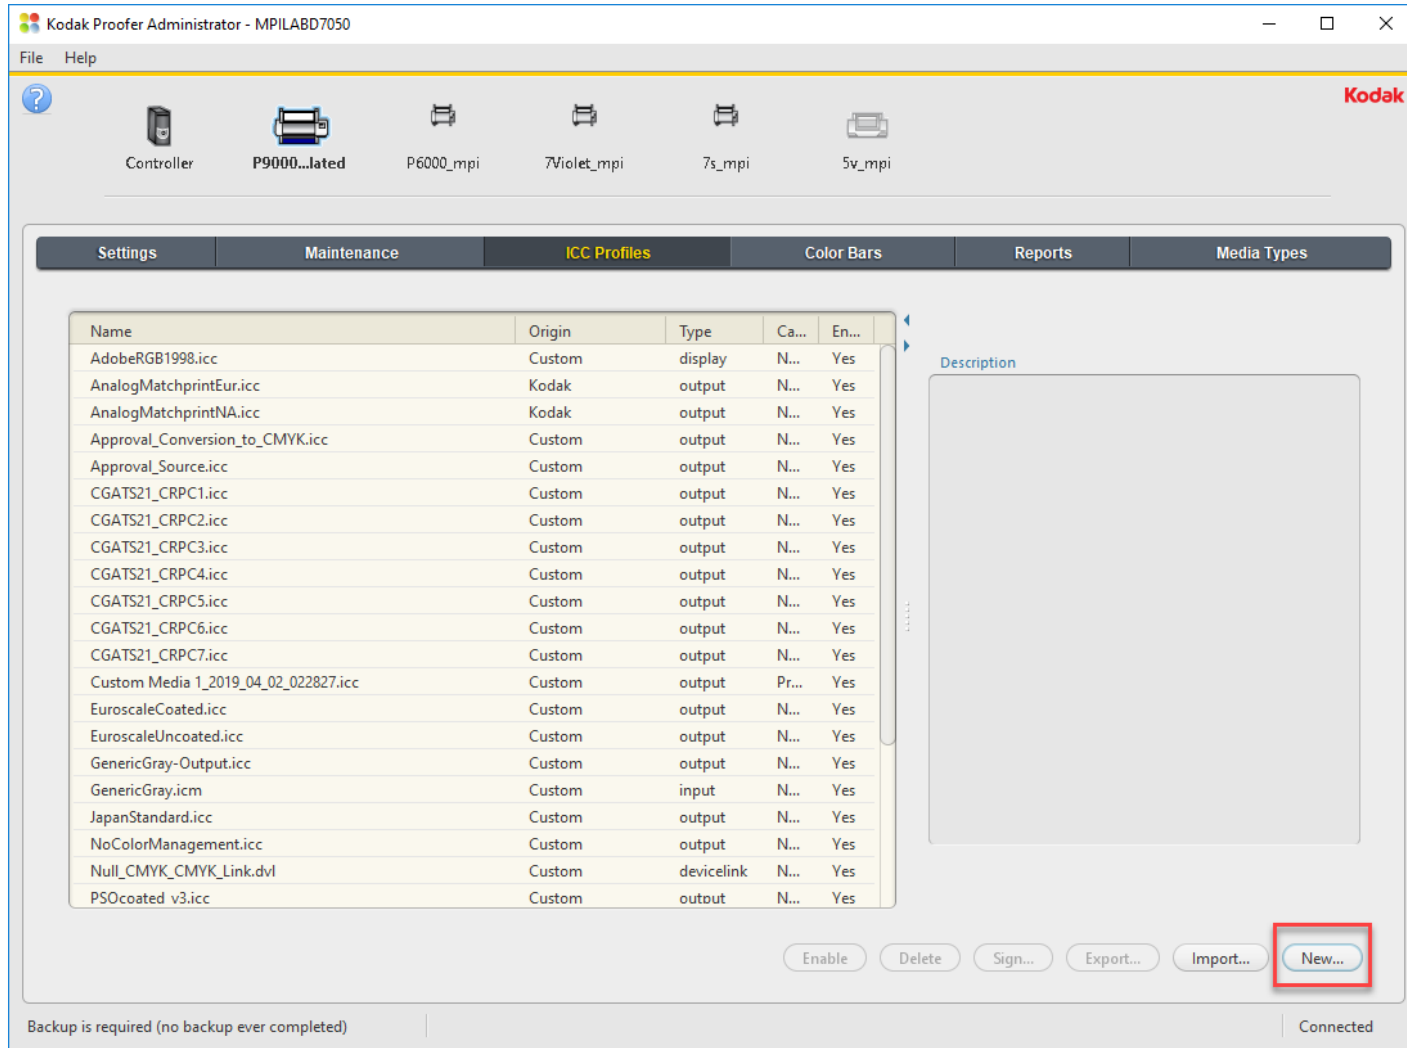 Kodak Proofer Administrator - MPILABD7050
File Help
?
Kodak
Controller P9000...lated P6000_mpi 7Violet_mpi 7s_mpi 5v_mpi
Settings Maintenance ICC Profiles Color Bars Reports Media Types
Name Origin Type Ca... En...
AdobeRGB1998.icc Custom display N... Yes
Description
AnalogMatchprintEur.icc Kodak output N... Yes
AnalogMatchprintNA.icc Kodak output N... Yes
Approval_Conversion_to_CMYK.icc Custom output N... Yes
Approval_Source.icc Custom output N... Yes
CGATS21_CRPC1.icc Custom output N... Yes
CGATS21_CRPC2.icc Custom output N... Yes
CGATS21_CRPC3.icc Custom output N... Yes
CGATS21_CRPC4.icc Custom output N... Yes
CGATS21_CRPC5.icc Custom output N... Yes
CGATS21_CRPC6.icc Custom output N... Yes
CGATS21_CRPC7.icc Custom output N... Yes
Custom Media 1_2019_04_02_022827.icc Custom output Pr... Yes
EuroscaleCoated.icc Custom output N... Yes
EuroscaleUncoated.icc Custom output N... Yes
GenericGray-Output.icc Custom output N... Yes
GenericGray.icm Custom input N... Yes
JapanStandard.icc Custom output N... Yes
NoColorManagement.icc Custom output N... Yes
Null_CMYK_CMYK_Link.dvl Custom devicelink N... Yes
PSOcoated_v3.icc Custom output N... Yes
Enable Delete Sign... Export... Import... New...
Backup is required (no backup ever completed) Connected